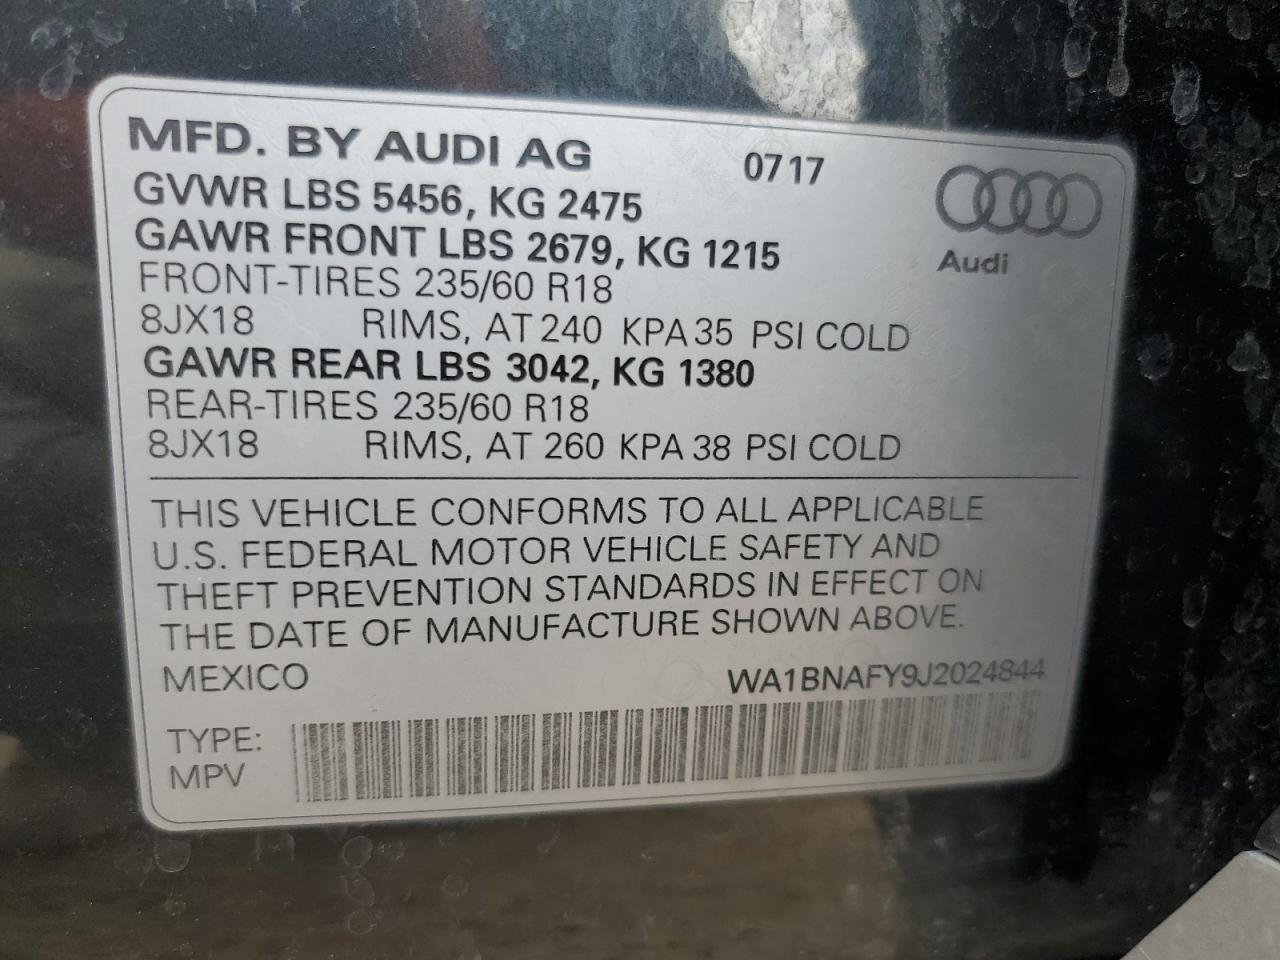 MFD. BY AUDI AG 0717
GVWR LBS 5456, KG 2475
GAWR FRONT LBS 2679, KG 1215
Audi
FRONT-TIRES 235/60 R18
8JX18 RIMS, AT 240 KPA 35 PSI COLD
GAWR REAR LBS 3042, KG 1380
REAR-TIRES 235/60 R18
8JX18 RIMS, AT 260 KPA 38 PSI COLD
THIS VEHICLE CONFORMS TO ALL APPLICABLE
U.S. FEDERAL MOTOR VEHICLE SAFETY AND
THEFT PREVENTION STANDARDS IN EFFECT ON
THE DATE OF MANUFACTURE SHOWN ABOVE.
MEXICO WA1BNAFY9J2024844
TYPE:
MPV